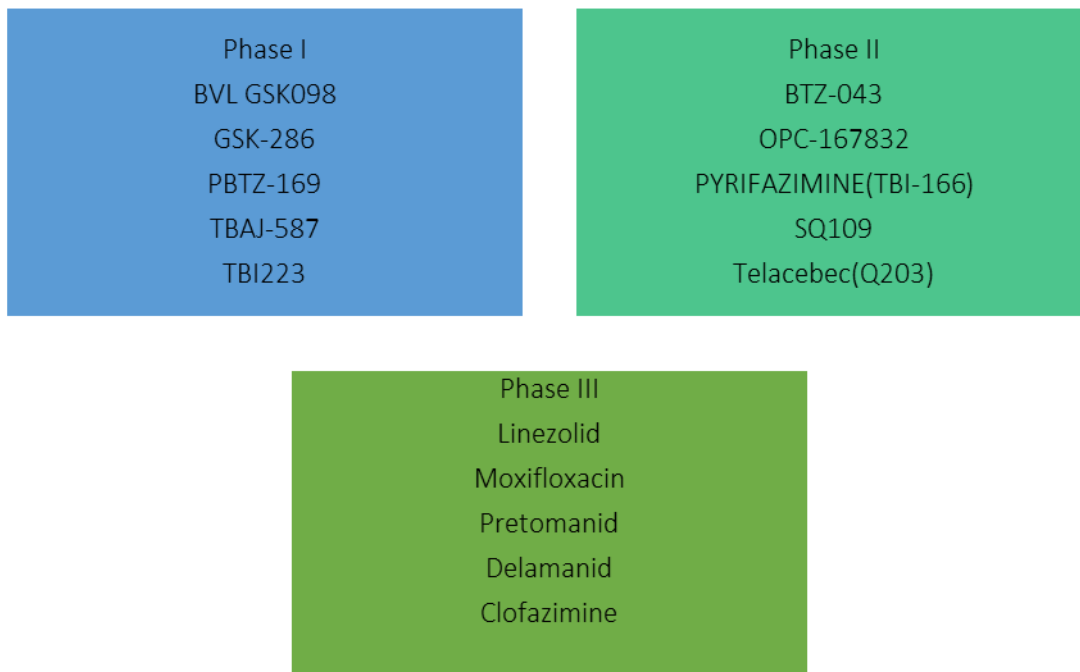 Phase I
BVL GSK098
GSK-286
PBTZ-169
TBAJ-587
TBI223
Phase II
BTZ-043
OPC-167832
PYRIFAZIMINE(TBI-166)
SQ109
Telacebec(Q203)
Phase III
Linezolid
Moxifloxacin
Pretomanid
Delamanid
Clofazimine